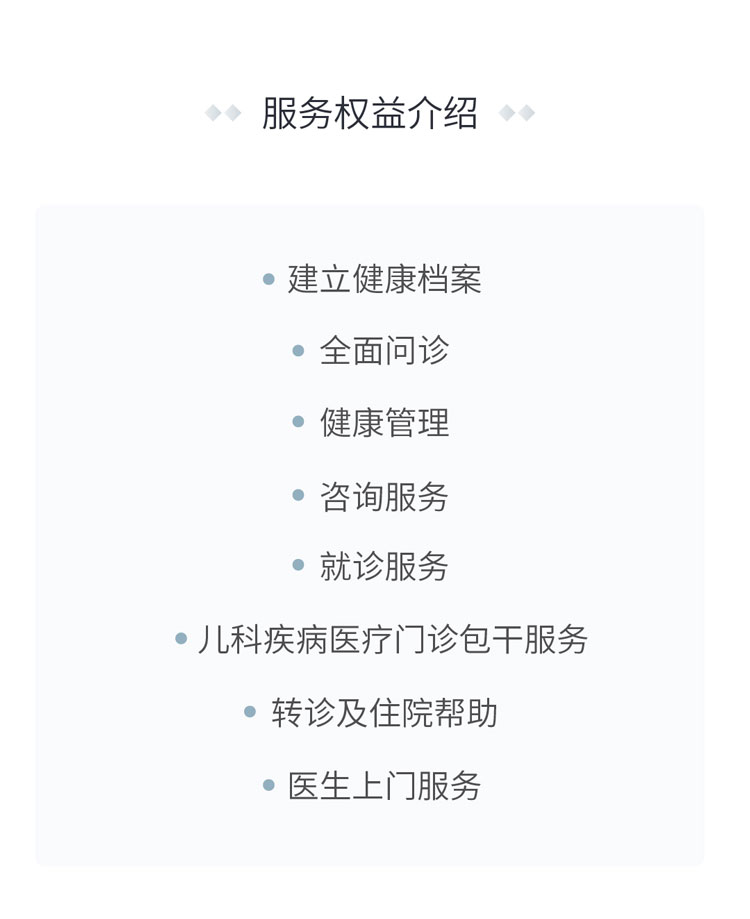 服务权益介绍
建立健康档案
全面问诊
健康管理
咨询服务
就诊服务
儿科疾病医疗门诊包干服务
转诊及住院帮助
医生上门服务